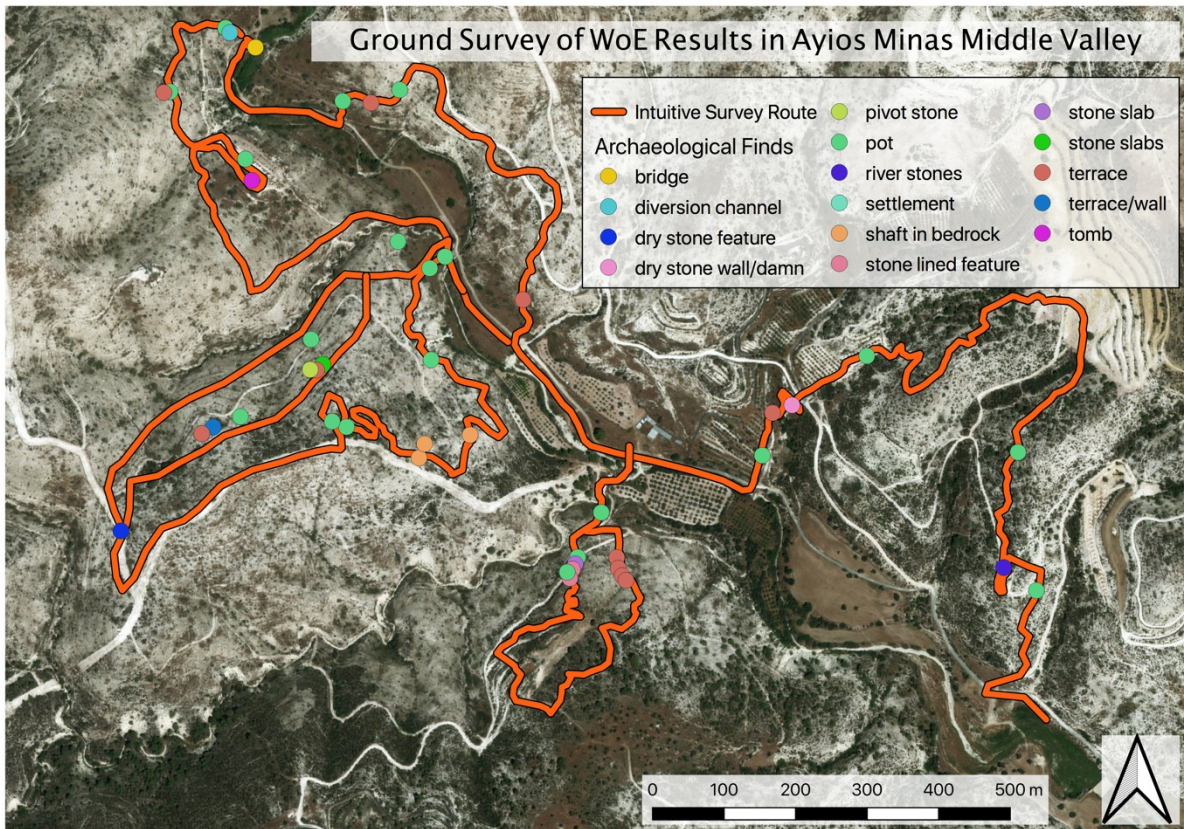 Ground Survey of WoE Results in Ayios Minas Middle Valley
Intuitive Survey Route
Archaeological Finds
bridge
diversion channel
dry stone feature
dry stone wall/damn
pivot stone
pot
river stones
settlement
shaft in bedrock
stone lined feature
stone slab
stone slabs
terrace
terrace/wall
tomb
0 100 200 300 400 500 m